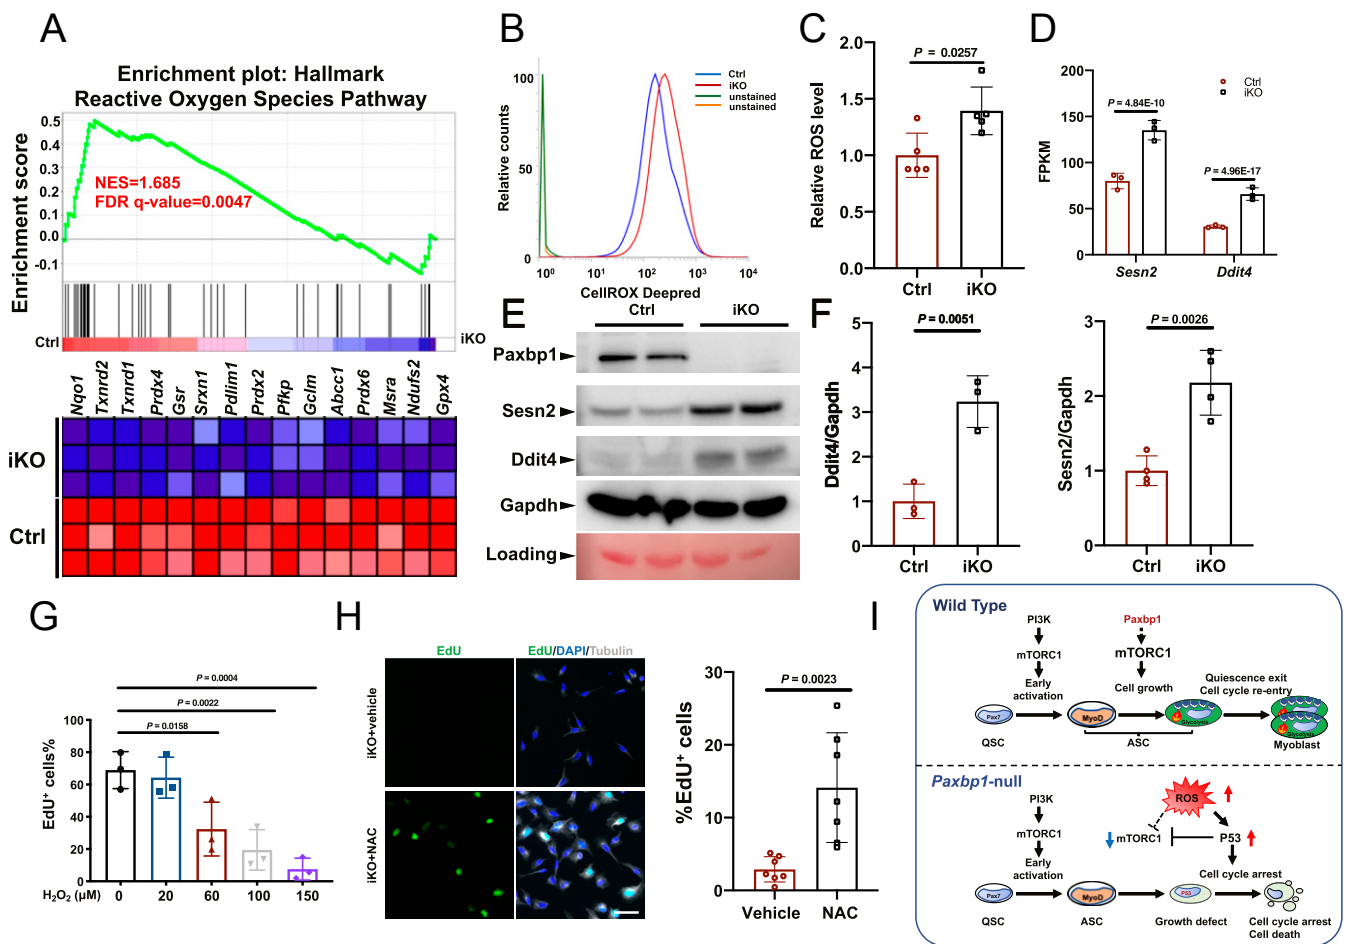 A
Enrichment plot: Hallmark
Reactive Oxygen Species Pathway
Enrichment score
0.5
0.4
0.3
0.2
0.1
0.0
-0.1
NES=1.685
FDR q-value=0.0047
Ctrl
iKO
Nqo1
Txnrd2
Txnrd1
Prdx4
Gsr
Srxn1
Pdlim1
Prdx2
Pfkp
Gclm
Abcc1
Prdx6
Msra
Ndufs2
Gpx4
iKO
Ctrl
B
Relative counts
100
50
0
10⁰
10¹
10²
10³
10⁴
CellROX Deepred
Ctrl
iKO
unstained
unstained
C
Relative ROS level
2.0
1.5
1.0
0.5
0.0
P = 0.0257
Ctrl
iKO
D
FPKM
200
150
100
50
0
Ctrl
iKO
P = 4.84E-10
P = 4.96E-17
Sesn2
Ddit4
E
Ctrl
iKO
Paxbp1
Sesn2
Ddit4
Gapdh
Loading
F
Ddit4/Gapdh
5
4
3
2
1
0
P = 0.0051
Ctrl
iKO
Sesn2/Gapdh
3
2
1
0
P = 0.0026
Ctrl
iKO
G
EdU⁺ cells%
100
80
60
40
20
0
P = 0.0004
P = 0.0022
P = 0.0158
H₂O₂ (μM)
0
20
60
100
150
H
EdU
EdU/DAPI/Tubulin
iKO+vehicle
iKO+NAC
%EdU⁺ cells
30
20
10
0
P = 0.0023
Vehicle
NAC
I
Wild Type
PI3K
mTORC1
Early
activation
Paxbp1
mTORC1
Cell growth
Quiescence exit
Cell cycle re-entry
Pax7
MyoD
Glycolysis
Glycolysis
QSC
ASC
Myoblast
Paxbp1-null
PI3K
mTORC1
Early
activation
ROS
mTORC1
P53
Cell cycle arrest
Pax7
MyoD
P53
QSC
ASC
Growth defect
Cell cycle arrest
Cell death